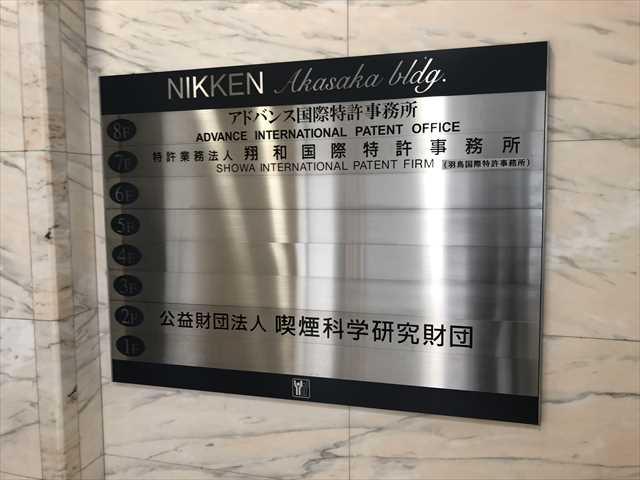 NIKKEN Akasaka bldg.
8F アドバンス国際特許事務所
ADVANCE INTERNATIONAL PATENT OFFICE
7F 特許業務法人 翔和国際特許事務所
SHOWA INTERNATIONAL PATENT FIRM (羽鳥国際特許事務所)
6F
5F
4F
3F
2F 公益財団法人 喫煙科学研究財団
1F